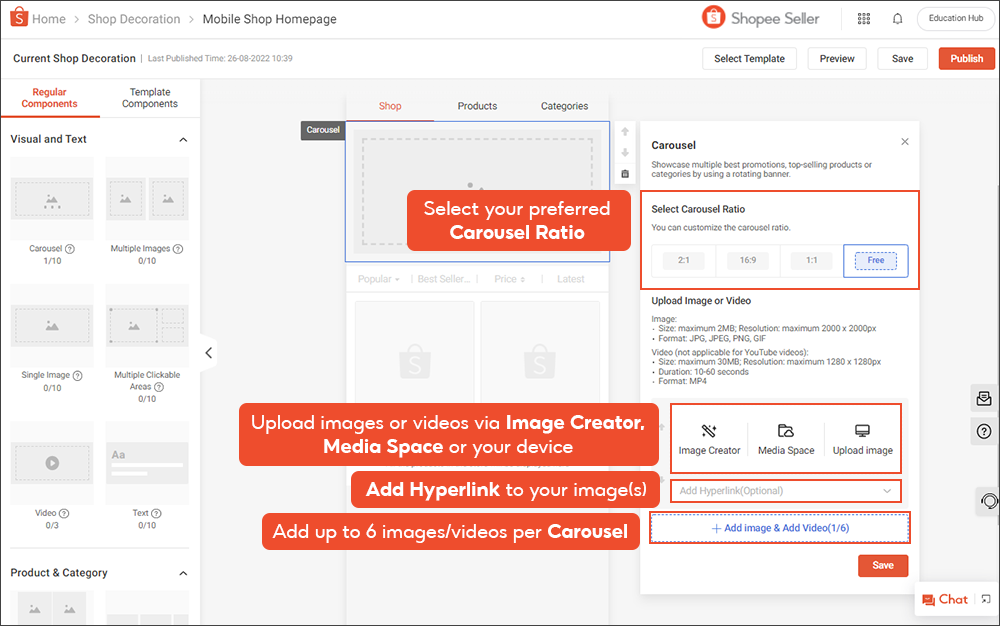 Home > Shop Decoration > Mobile Shop Homepage
Shopee Seller
Education Hub
Current Shop Decoration | Last Published Time: 26-08-2022 10:39
Select Template
Preview
Save
Publish
Regular
Components
Template
Components
Visual and Text
Carousel
1/10
Multiple Images
0/10
Single Image
0/10
Multiple Clickable
Areas
0/10
Aa
Video
0/3
Text
0/10
Product & Category
Shop
Products
Categories
Carousel
Select your preferred
Carousel Ratio
Popular
Best Seller...
Price
Latest
Upload images or videos via Image Creator,
Media Space or your device
Add Hyperlink to your image(s)
Add up to 6 images/videos per Carousel
Carousel
Showcase multiple best promotions, top-selling products or
categories by using a rotating banner.
Select Carousel Ratio
You can customize the carousel ratio.
2:1
16:9
1:1
Free
Upload Image or Video
Image:
· Size: maximum 2MB; Resolution: maximum 2000 x 2000px
· Format: JPG, JPEG, PNG, GIF
Video (not applicable for YouTube videos):
· Size: maximum 30MB; Resolution: maximum 1280 x 1280px
· Duration: 10-60 seconds
· Format: MP4
Image Creator
Media Space
Upload image
Add Hyperlink(Optional)
+ Add image & Add Video(1/6)
Save
Chat